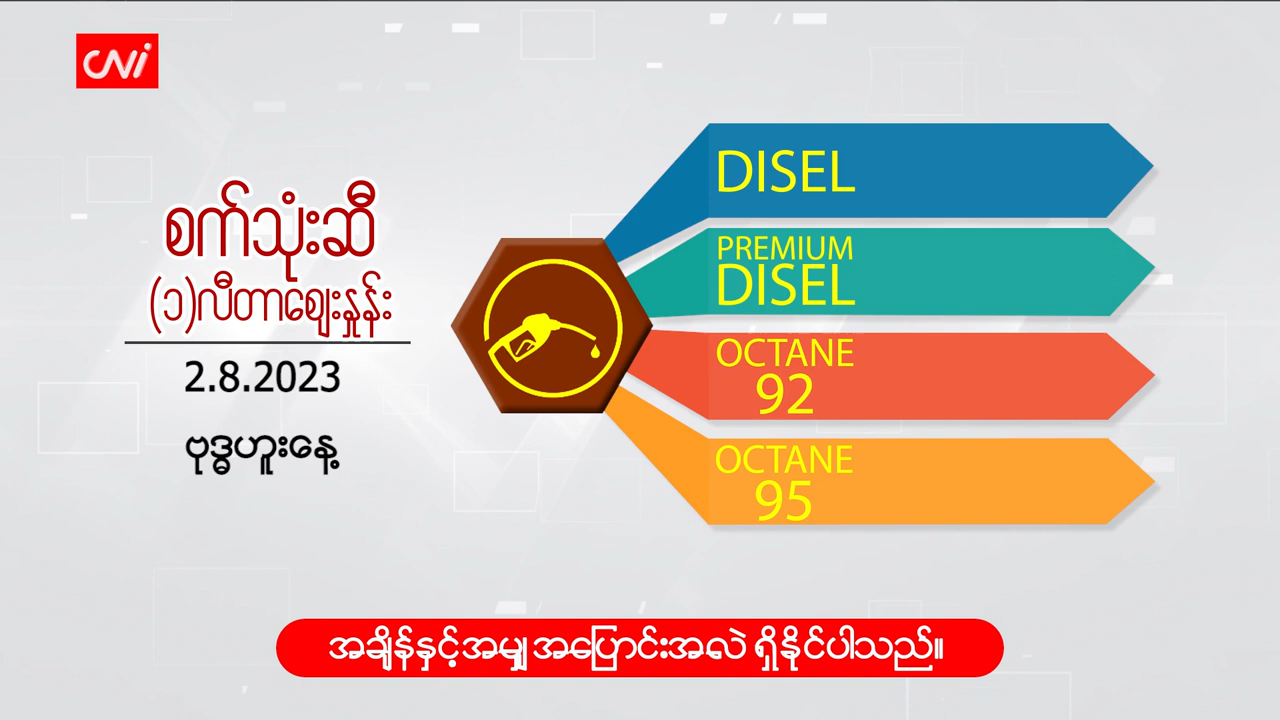 CNi
စက်သုံးဆီ
(၁)လီတာဈေးနှုန်း
2.8.2023
ဗုဒ္ဓဟူးနေ့
DISEL
PREMIUM
DISEL
OCTANE
92
OCTANE
95
အချိန်နှင့်အမျှ အပြောင်းအလဲ ရှိနိုင်ပါသည်။